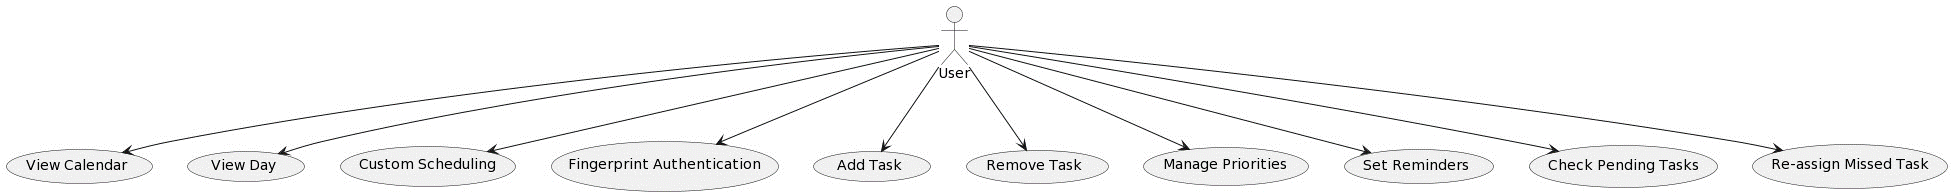 User
View Calendar
View Day
Custom Scheduling
Fingerprint Authentication
Add Task
Remove Task
Manage Priorities
Set Reminders
Check Pending Tasks
Re-assign Missed Task